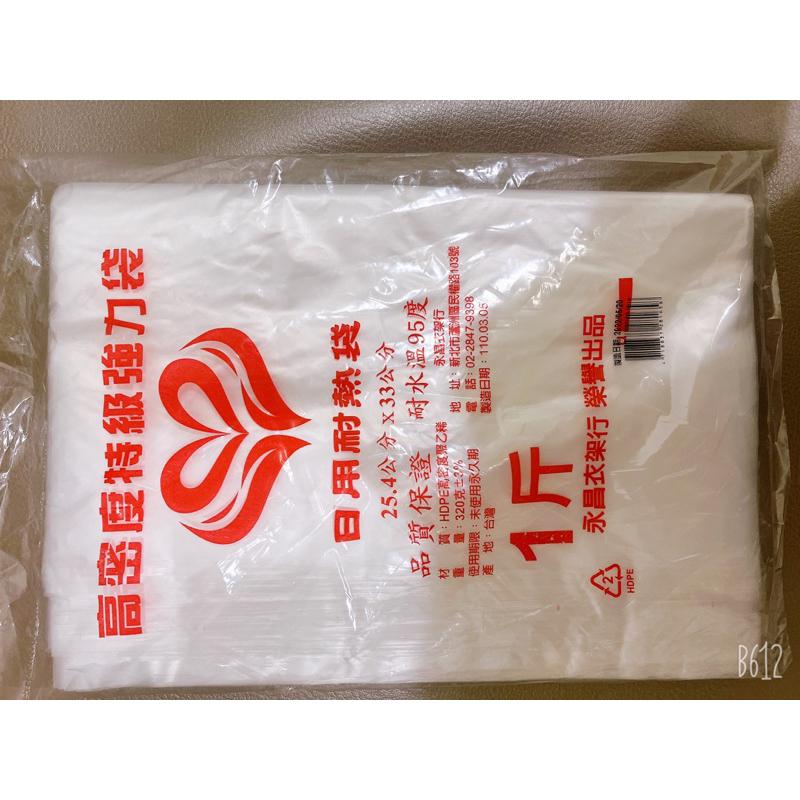 高密度特級強力袋
日用耐熱袋
25.4公分x33公分
品質保證 耐水溫95度
材 質：HDPE高密度聚乙稀
重 量：320克±3%
使用期限：未使用永久期
產 地：台灣
永昌衣架行
地 址：新北市蘆洲區民權路103號
電 話：02-2847-9398
製造日期：110.03.05
1斤
永昌衣架行 榮譽出品
2
HDPE
B612